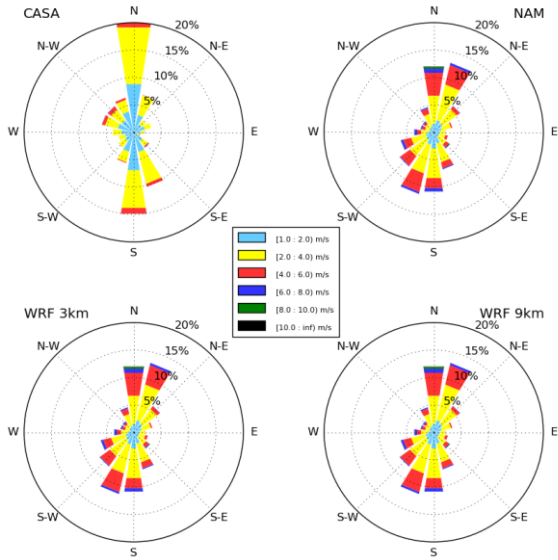 CASA
N
20%
15%
10%
5%
N-W
N-E
W
E
S-W
S-E
S
NAM
N
20%
15%
10%
5%
N-W
N-E
W
E
S-W
S-E
S
[1.0 : 2.0) m/s
[2.0 : 4.0) m/s
[4.0 : 6.0) m/s
[6.0 : 8.0) m/s
[8.0 : 10.0) m/s
[10.0 : inf) m/s
WRF 3km
N
20%
15%
10%
5%
N-W
N-E
W
E
S-W
S-E
S
WRF 9km
N
20%
15%
10%
5%
N-W
N-E
W
E
S-W
S-E
S